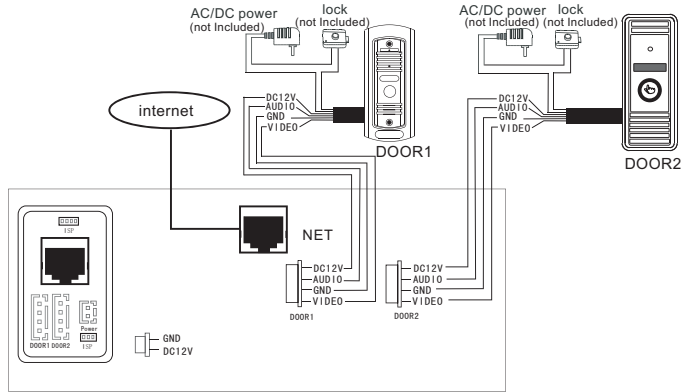 AC/DC power
(not Included)
lock
(not Included)
AC/DC power
(not Included)
lock
(not Included)
DC12V
AUDIO
GND
VIDEO
DOOR1
DC12V
AUDIO
GND
VIDEO
DOOR2
internet
NET
ISP
DOOR1 DOOR2
Power
ISP
GND
DC12V
DC12V
AUDIO
GND
VIDEO
DOOR1
DC12V
AUDIO
GND
VIDEO
DOOR2